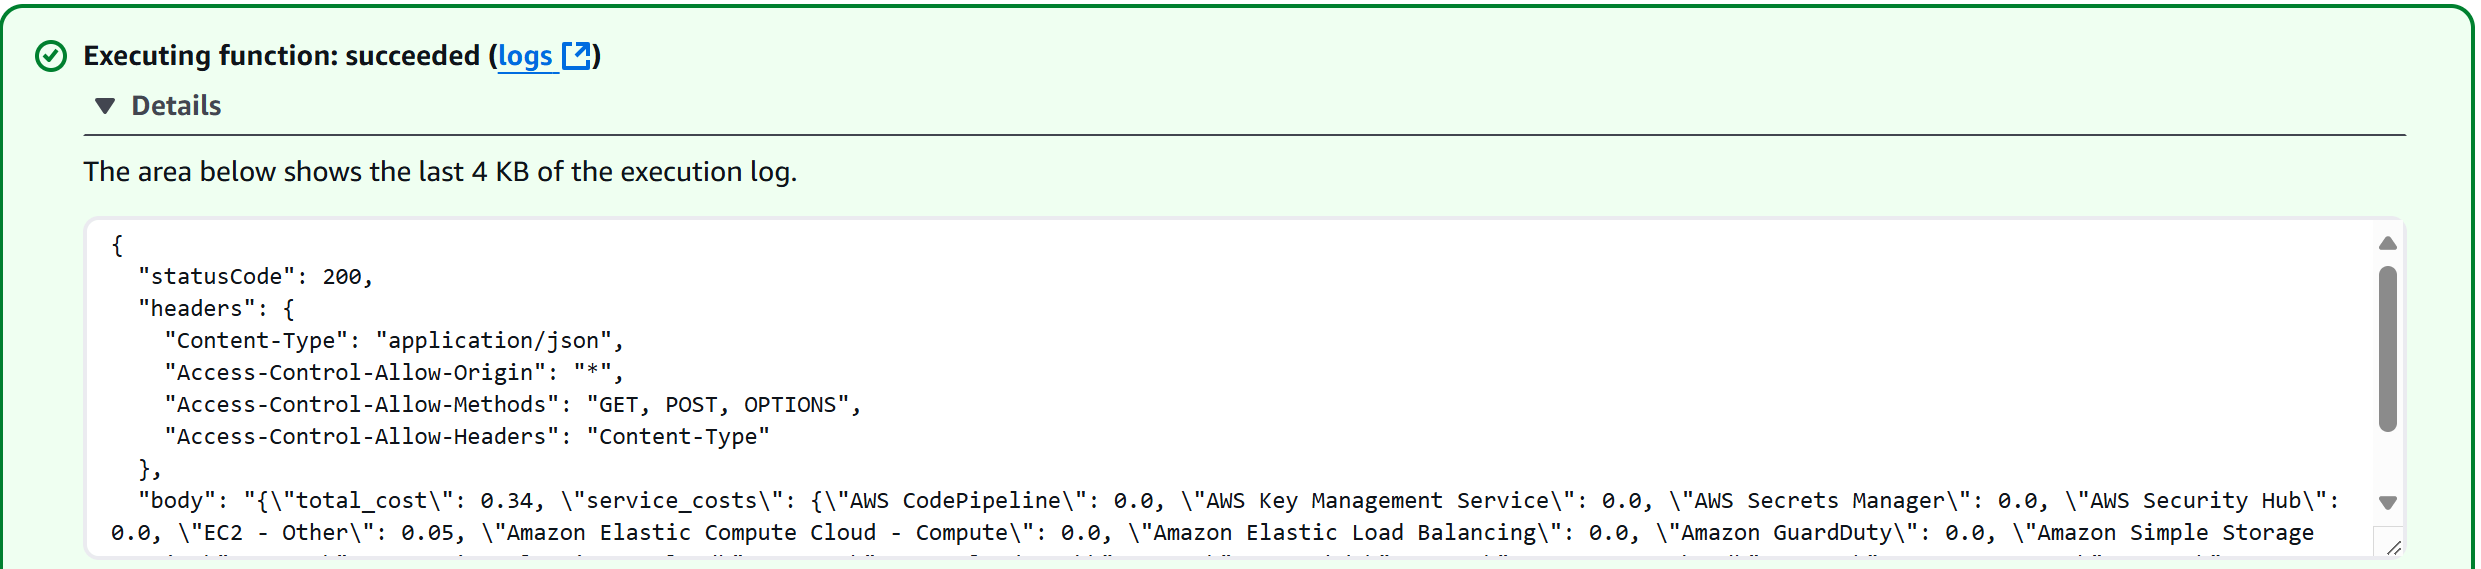 Executing function: succeeded (logs)
Details
The area below shows the last 4 KB of the execution log.
{
  "statusCode": 200,
  "headers": {
    "Content-Type": "application/json",
    "Access-Control-Allow-Origin": "*",
    "Access-Control-Allow-Methods": "GET, POST, OPTIONS",
    "Access-Control-Allow-Headers": "Content-Type"
  },
  "body": "{\"total_cost\": 0.34, \"service_costs\": {\"AWS CodePipeline\": 0.0, \"AWS Key Management Service\": 0.0, \"AWS Secrets Manager\": 0.0, \"AWS Security Hub\":
0.0, \"EC2 - Other\": 0.05, \"Amazon Elastic Compute Cloud - Compute\": 0.0, \"Amazon Elastic Load Balancing\": 0.0, \"Amazon GuardDuty\": 0.0, \"Amazon Simple Storage